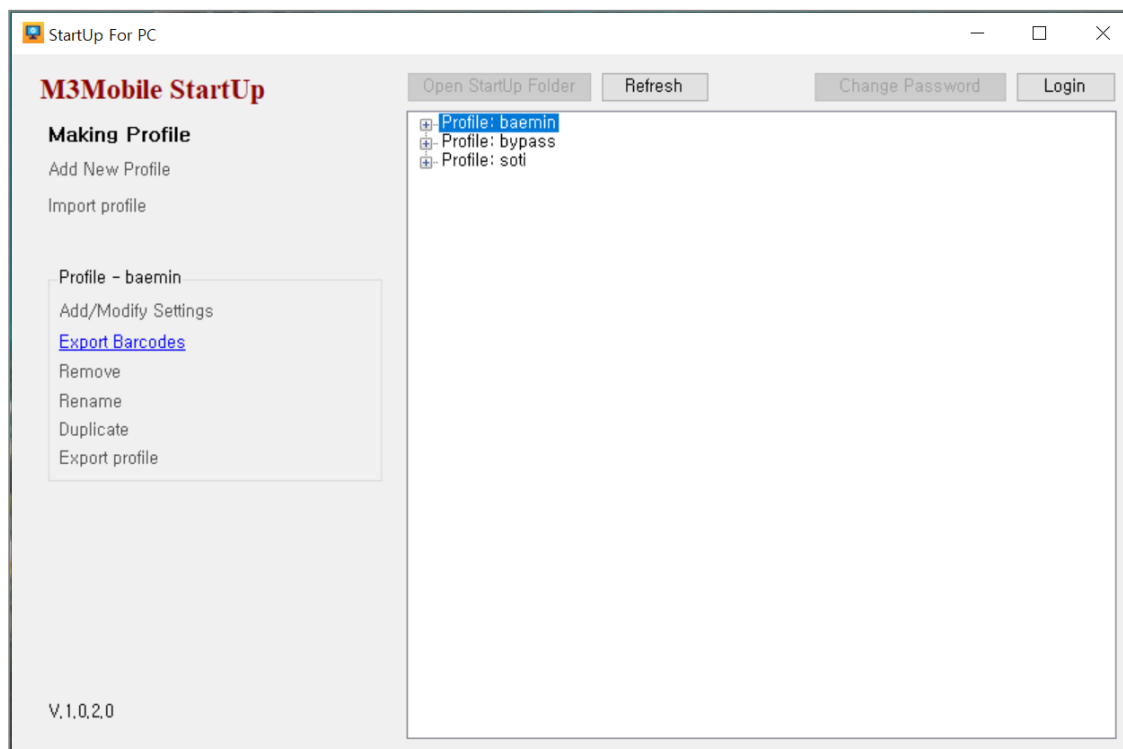 StartUp For PC
M3Mobile StartUp
Open StartUp Folder
Refresh
Change Password
Login
Making Profile
Add New Profile
Import profile
Profile - baemin
Add/Modify Settings
Export Barcodes
Remove
Rename
Duplicate
Export profile
V.1.0.2.0
Profile: baemin
Profile: bypass
Profile: soti